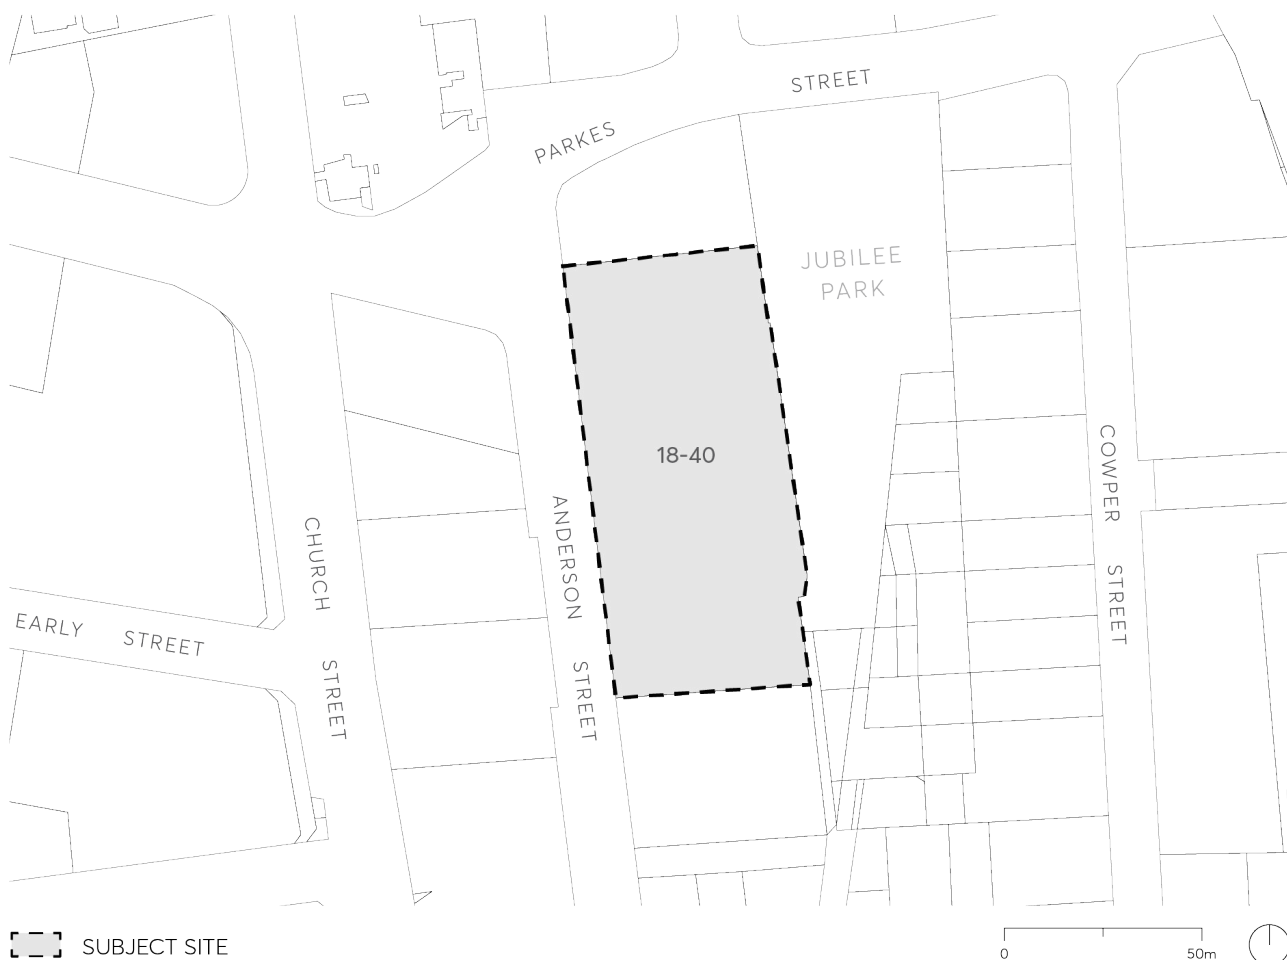 STREET
PARKES
JUBILEE
PARK
18-40
ANDERSON
STREET
CHURCH
STREET
COWPER
STREET
EARLY STREET
SUBJECT SITE
0 50m